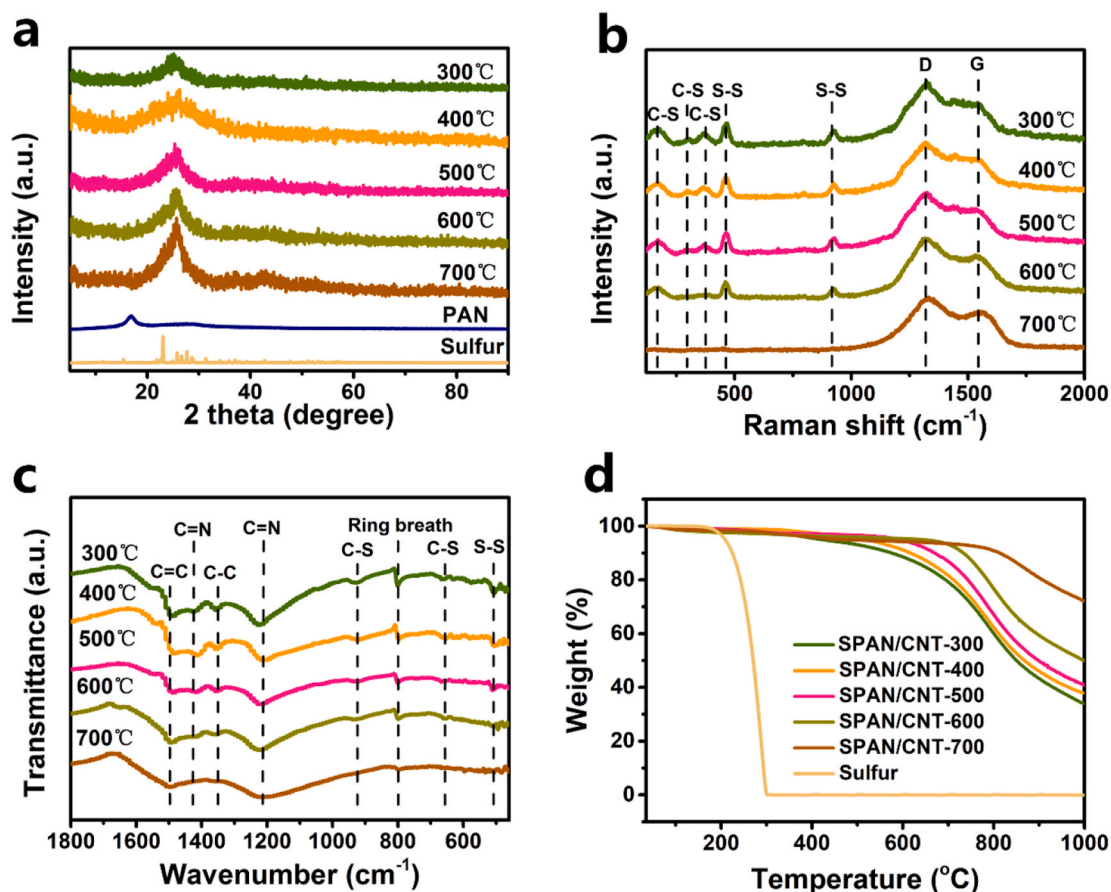 a
Intensity (a.u.)
300℃
400℃
500℃
600℃
700℃
PAN
Sulfur
20 40 60 80
2 theta (degree)
b
Intensity (a.u.)
D G
C-S S-S S-S
C-S C-S
300℃
400℃
500℃
600℃
700℃
500 1000 1500 2000
Raman shift (cm⁻¹)
c
Transmittance (a.u.)
C=N C=N Ring breath
300℃ C=C C-C C-S C-S S-S
400℃
500℃
600℃
700℃
1800 1600 1400 1200 1000 800 600
Wavenumber (cm⁻¹)
d
Weight (%)
100
80
60
40
20
0
SPAN/CNT-300
SPAN/CNT-400
SPAN/CNT-500
SPAN/CNT-600
SPAN/CNT-700
Sulfur
200 400 600 800 1000
Temperature (°C)